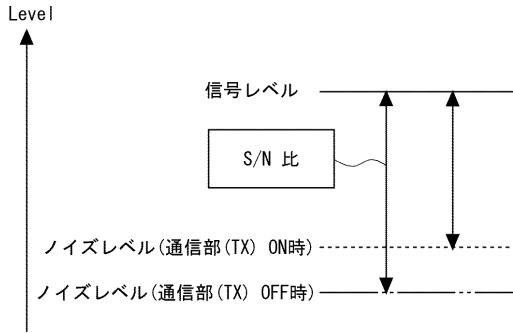 Level
信号レベル
S/N 比
ノイズレベル(通信部(TX) ON時)
ノイズレベル(通信部(TX) OFF時)